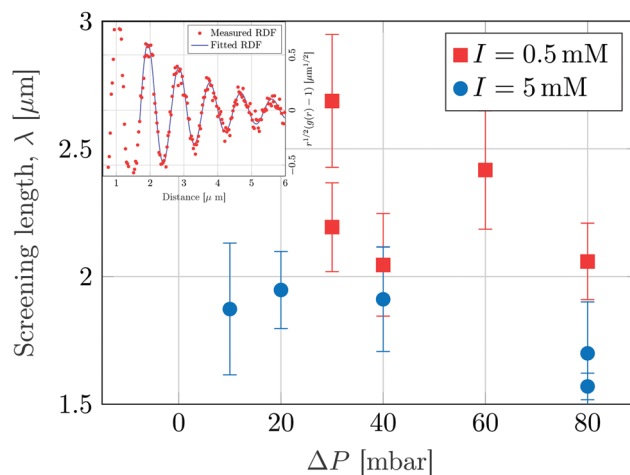 3
2.5
2
1.5
Screening length, λ [μm]
0
20
40
60
80
ΔP [mbar]
I = 0.5 mM
I = 5 mM
Measured RDF
Fitted RDF
0.5
0
−0.5
r^{1/2}(g(r) − 1) [μm^{1/2}]
1
2
3
4
5
6
Distance [μ m]